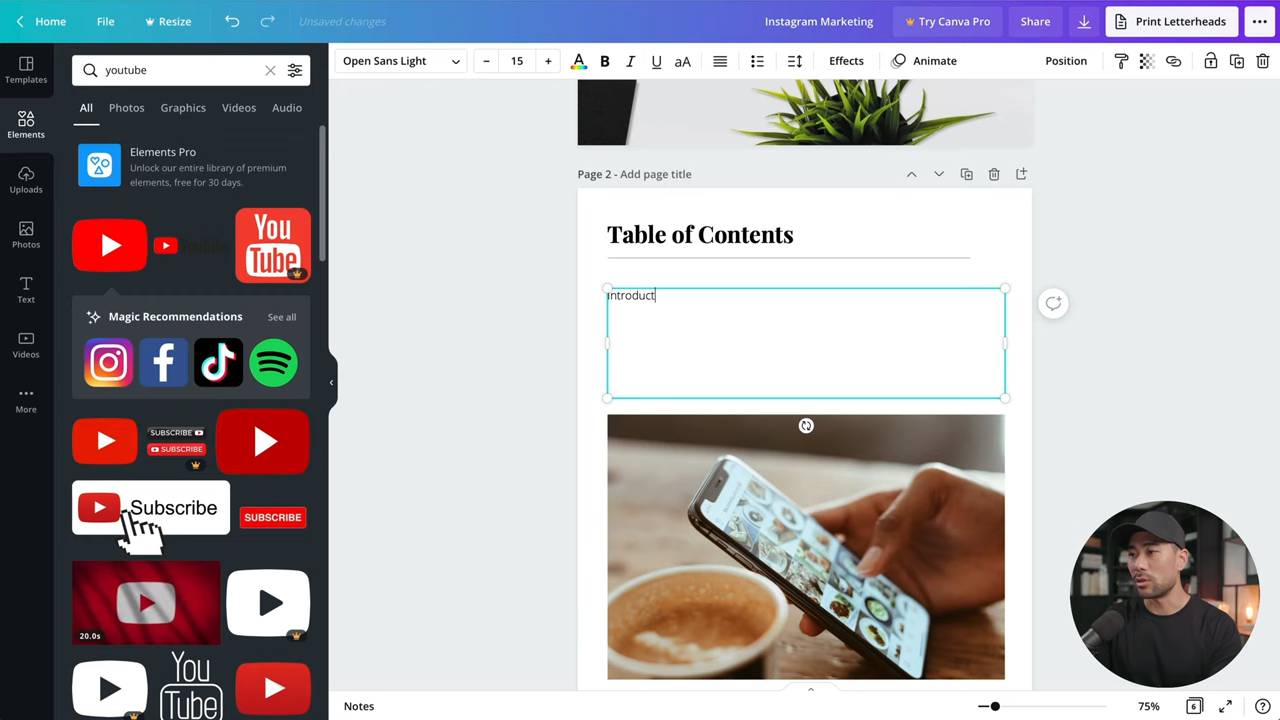 Home
File
Resize
Unsaved changes
Instagram Marketing
Try Canva Pro
Share
Print Letterheads
Templates
Elements
Uploads
Photos
Text
Videos
More
youtube
All
Photos
Graphics
Videos
Audio
Elements Pro
Unlock our entire library of premium
elements, free for 30 days.
Youtube
You
Tube
Magic Recommendations
See all
SUBSCRIBE
SUBSCRIBE
Subscribe
SUBSCRIBE
20.0s
You
Tube
Open Sans Light
15
A
B
I
U
aA
Effects
Animate
Position
Page 2 - Add page title
Table of Contents
Introduct
Notes
75%
6